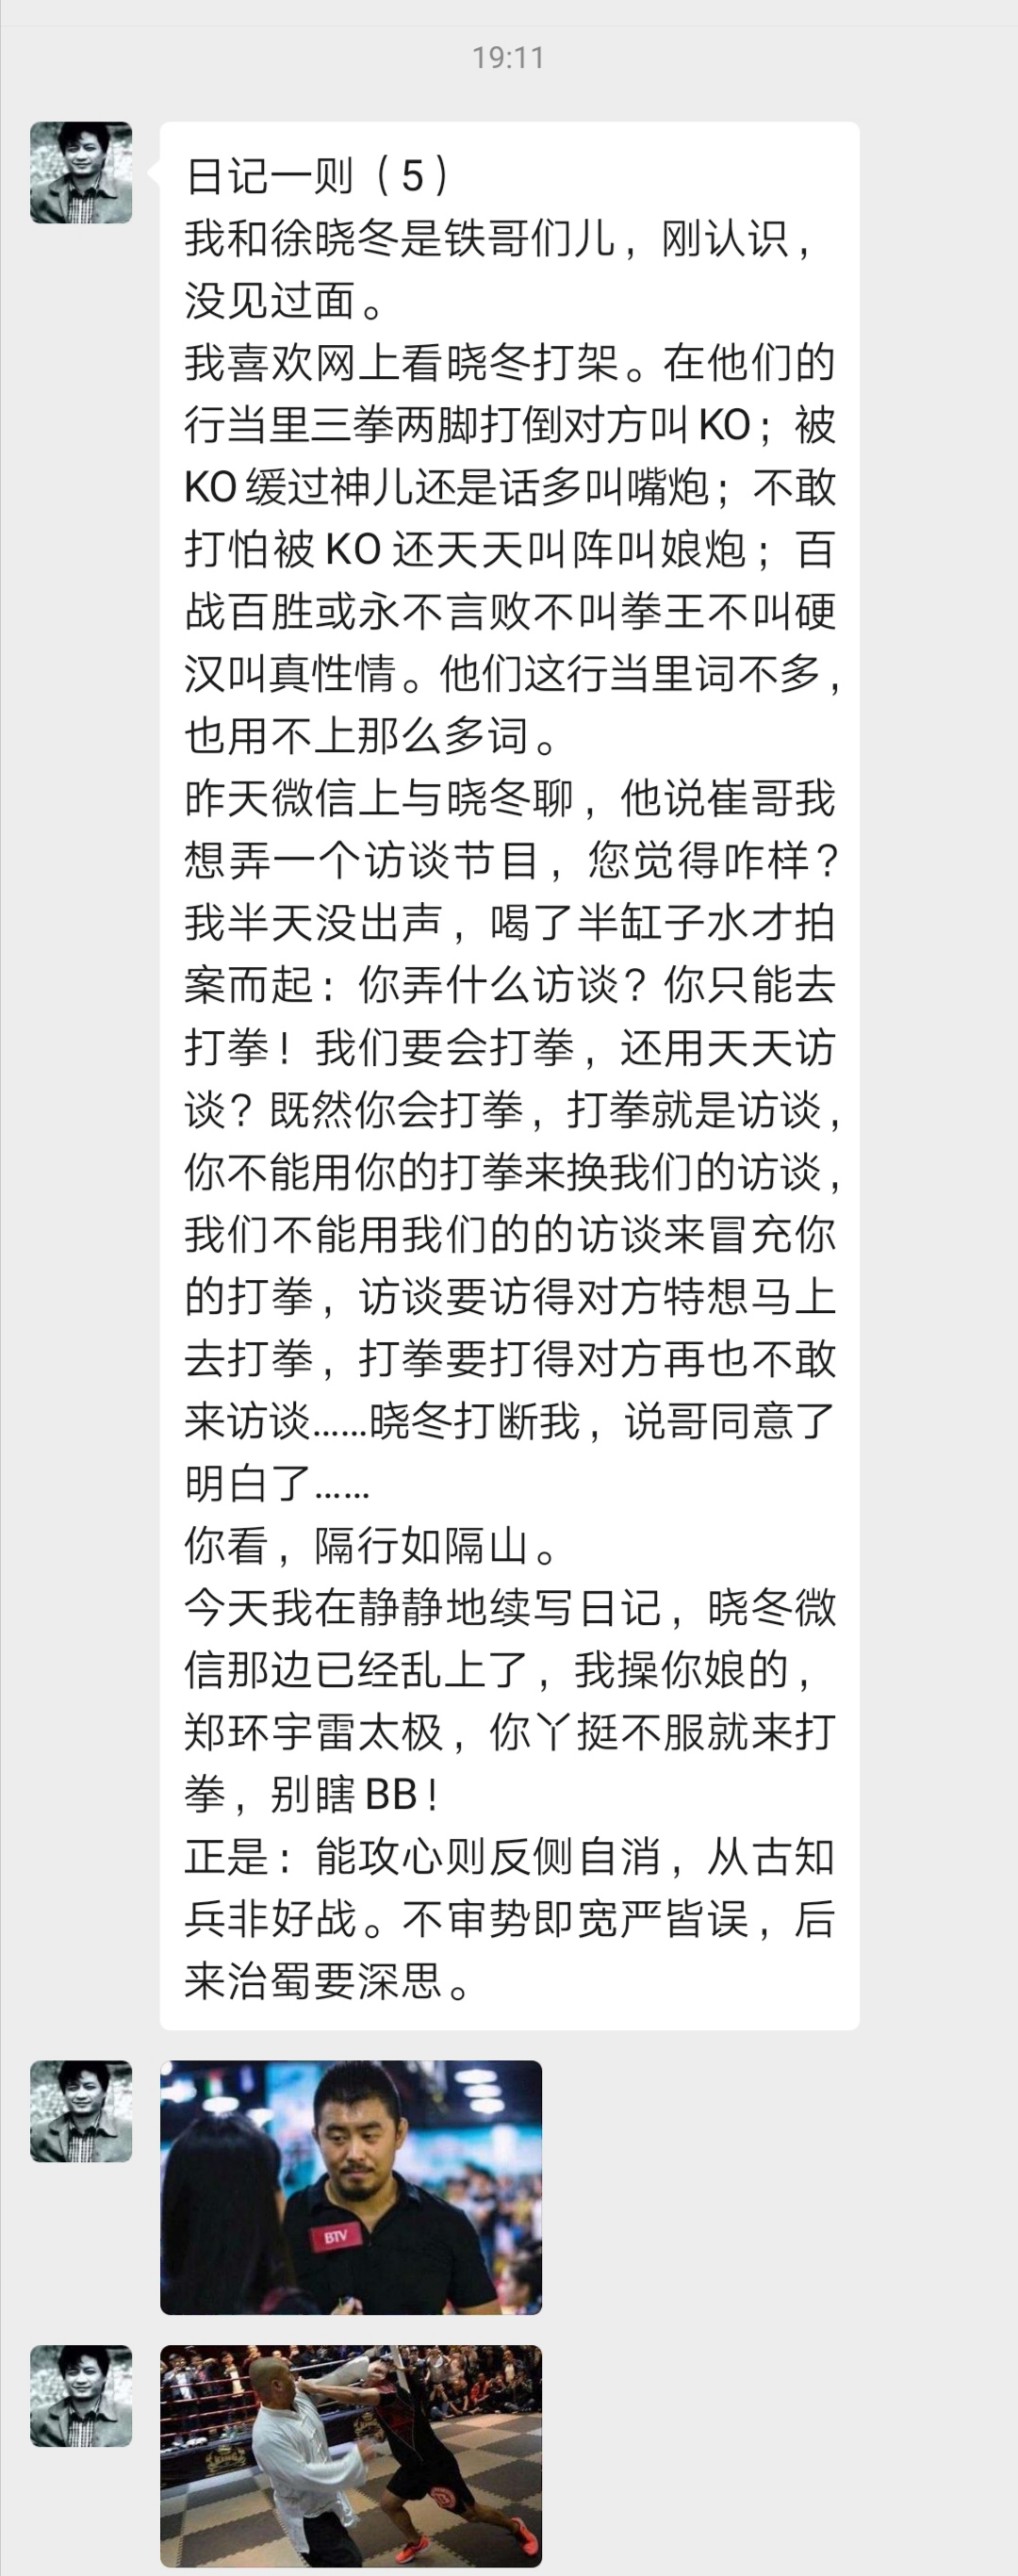 19:11
日记一则（5）
我和徐晓冬是铁哥们儿，刚认识，
没见过面。
我喜欢网上看晓冬打架。在他们的
行当里三拳两脚打倒对方叫 KO；被
KO 缓过神儿还是话多叫嘴炮；不敢
打怕被 KO 还天天叫阵叫娘炮；百
战百胜或永不言败不叫拳王不叫硬
汉叫真性情。他们这行当里词不多，
也用不上那么多词。
昨天微信上与晓冬聊，他说崔哥我
想弄一个访谈节目，您觉得咋样？
我半天没出声，喝了半缸子水才拍
案而起：你弄什么访谈？你只能去
打拳！我们要会打拳，还用天天访
谈？既然你会打拳，打拳就是访谈，
你不能用你的打拳来换我们的访谈，
我们不能用我们的的访谈来冒充你
的打拳，访谈要访得对方特想马上
去打拳，打拳要打得对方再也不敢
来访谈……晓冬打断我，说哥同意了
明白了……
你看，隔行如隔山。
今天我在静静地续写日记，晓冬微
信那边已经乱上了，我操你娘的，
郑环宇雷太极，你丫挺不服就来打
拳，别瞎 BB！
正是：能攻心则反侧自消，从古知
兵非好战。不审势即宽严皆误，后
来治蜀要深思。
BTV